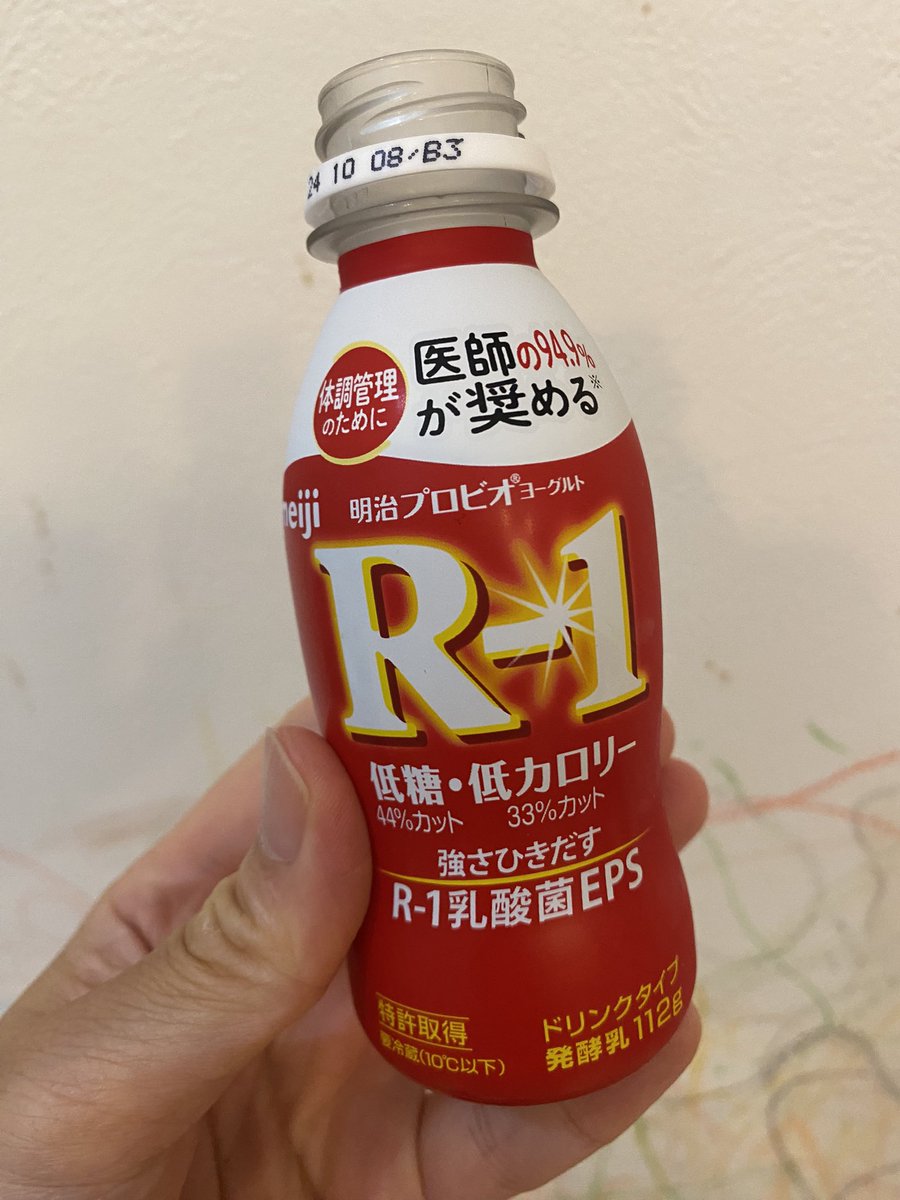 24 10 08/B3
体調管理
のために
医師の94.9%
が奨める※
meiji
明治プロビオ®ヨーグルト
R-1
低糖・低カロリー
44%カット 33%カット
強さひきだす
R-1乳酸菌EPS
特許取得
要冷蔵(10℃以下)
ドリンクタイプ
発酵乳 112g